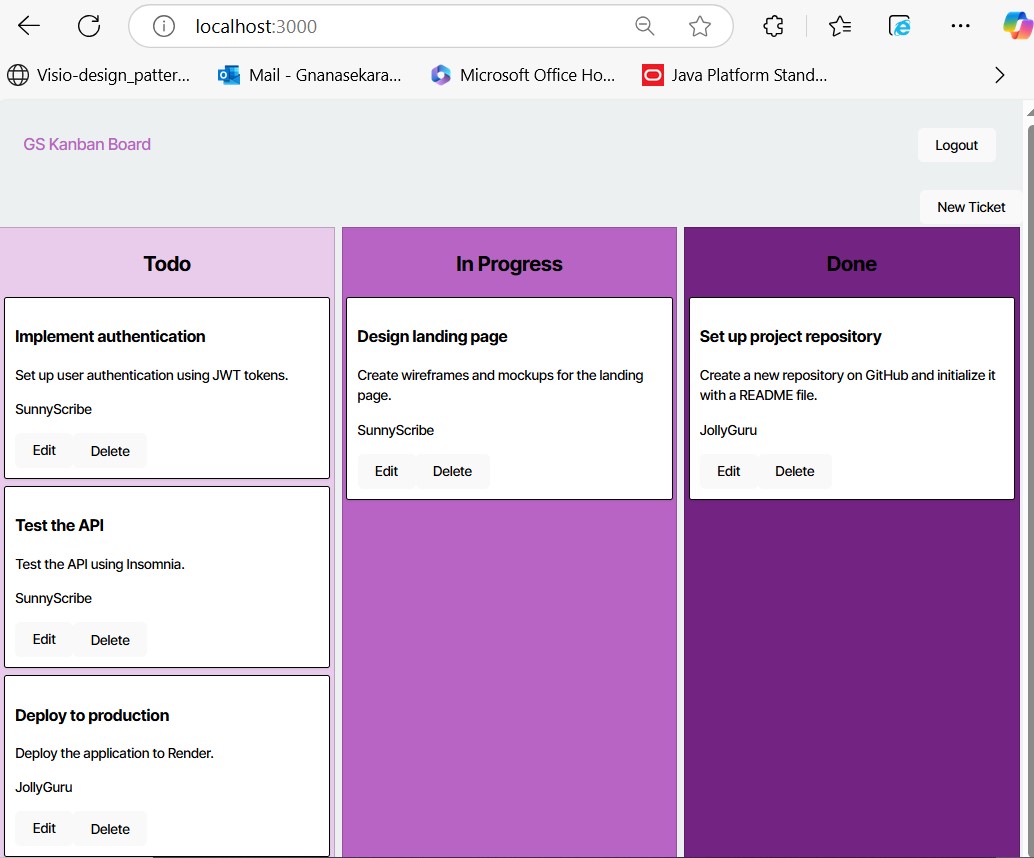 localhost:3000
Visio-design_patter...
Mail - Gnanasekara...
Microsoft Office Ho...
Java Platform Stand...
GS Kanban Board
Logout
New Ticket
Todo
Implement authentication
Set up user authentication using JWT tokens.
SunnyScribe
Edit Delete
Test the API
Test the API using Insomnia.
SunnyScribe
Edit Delete
Deploy to production
Deploy the application to Render.
JollyGuru
Edit Delete
In Progress
Design landing page
Create wireframes and mockups for the landing
page.
SunnyScribe
Edit Delete
Done
Set up project repository
Create a new repository on GitHub and initialize it
with a README file.
JollyGuru
Edit Delete